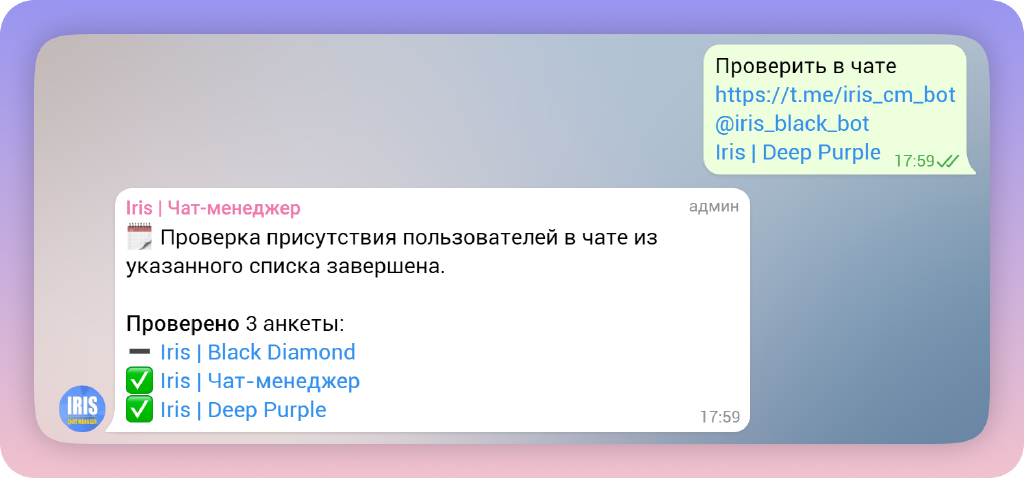 Проверить в чате
https://t.me/iris_cm_bot
@iris_black_bot
Iris | Deep Purple 17:59
Iris | Чат-менеджер админ
Проверка присутствия пользователей в чате из
указанного списка завершена.
Проверено 3 анкеты:
➖ Iris | Black Diamond
✅ Iris | Чат-менеджер
✅ Iris | Deep Purple
17:59
IRIS
CHAT MANAGER